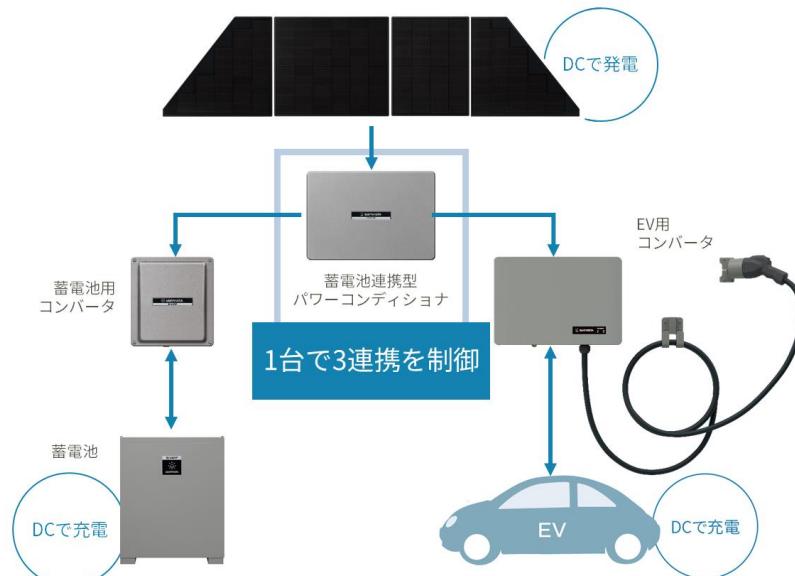 DCで発電
EV用
コンバータ
蓄電池用
コンバータ
蓄電池連携型
パワーコンディショナ
1台で3連携を制御
蓄電池
DCで充電
EV
DCで充電